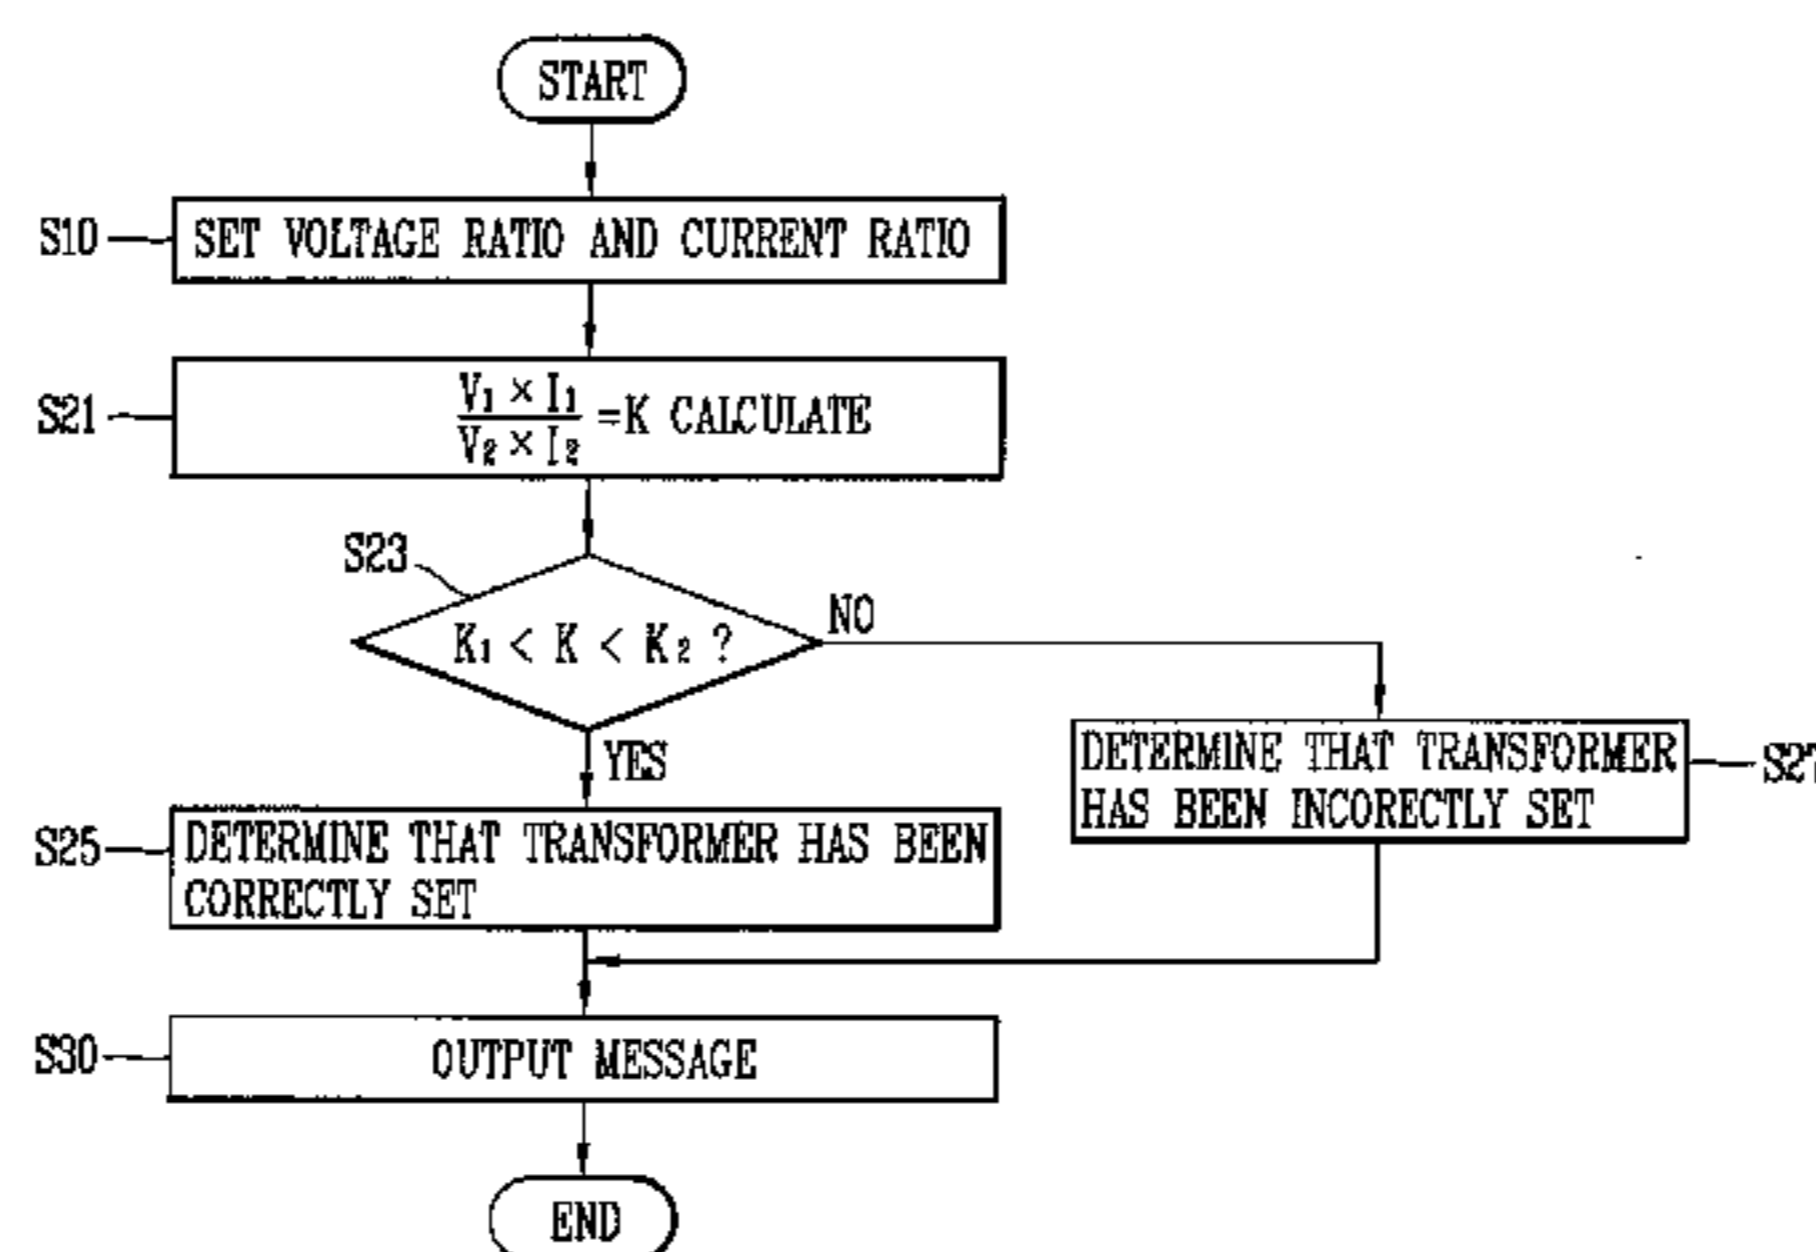 START
S10
SET VOLTAGE RATIO AND CURRENT RATIO
S21
V1 × I1
V2 × I2
=K CALCULATE
S23
K1 < K < K2 ?
NO
YES
DETERMINE THAT TRANSFORMER
HAS BEEN INCORECTLY SET
S27
S25
DETERMINE THAT TRANSFORMER HAS BEEN
CORRECTLY SET
S30
OUTPUT MESSAGE
END